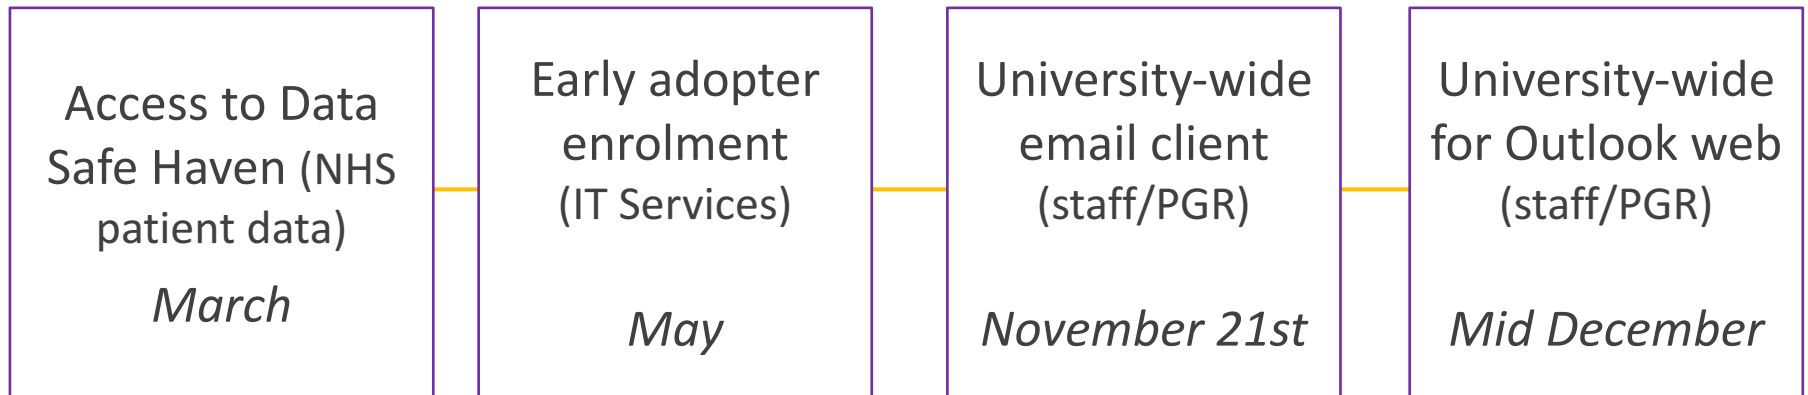 Access to Data
Safe Haven (NHS
patient data)
March
Early adopter
enrolment
(IT Services)
May
University-wide
email client
(staff/PGR)
November 21st
University-wide
for Outlook web
(staff/PGR)
Mid December